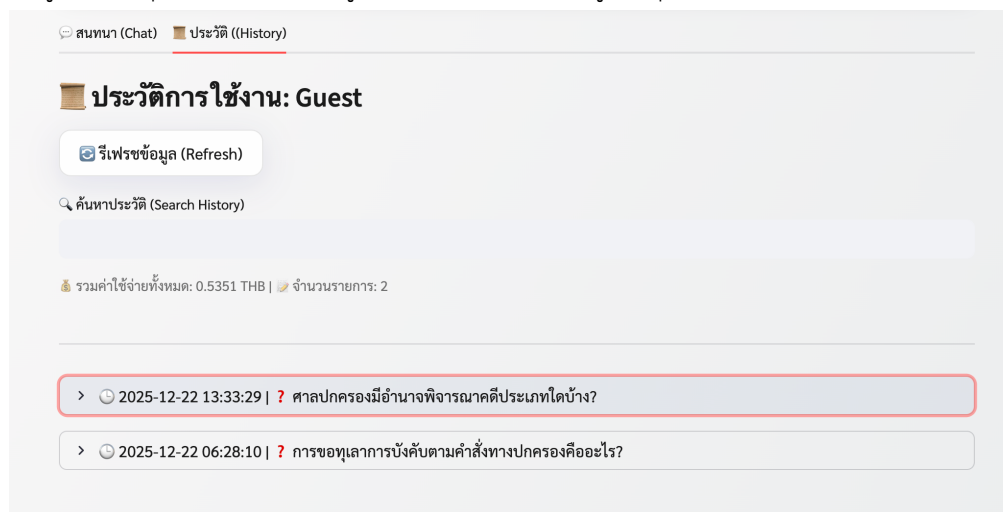 💬 สนทนา (Chat) 📜 ประวัติ ((History)
📜 ประวัติการใช้งาน: Guest
🔄 รีเฟรชข้อมูล (Refresh)
🔍 ค้นหาประวัติ (Search History)
💰 รวมค่าใช้จ่ายทั้งหมด: 0.5351 THB | 📝 จำนวนรายการ: 2
> 🕒 2025-12-22 13:33:29 | ❓ ศาลปกครองมีอำนาจพิจารณาคดีประเภทใดบ้าง?
> 🕒 2025-12-22 06:28:10 | ❓ การขอทุเลาการบังคับตามคำสั่งทางปกครองคืออะไร?